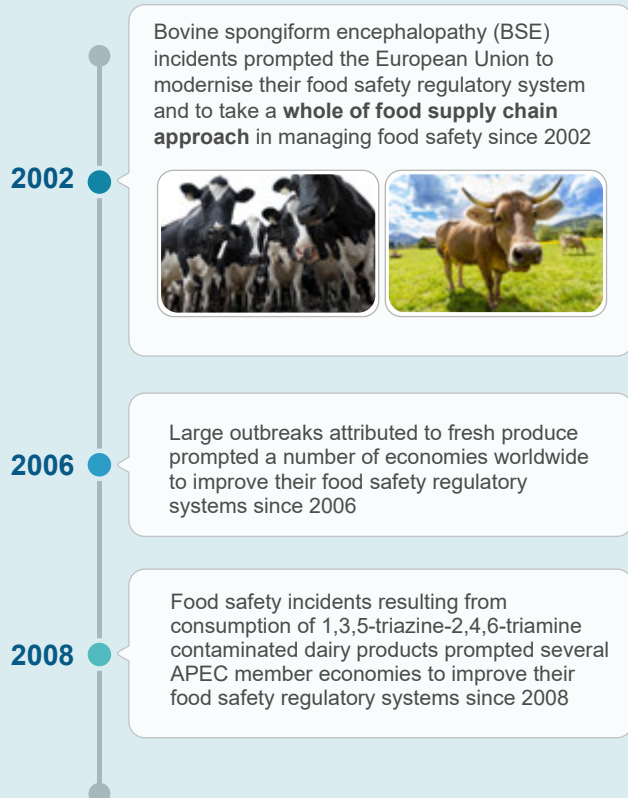 Bovine spongiform encephalopathy (BSE)
incidents prompted the European Union to
modernise their food safety regulatory system
and to take a whole of food supply chain
approach in managing food safety since 2002
2002
Large outbreaks attributed to fresh produce
prompted a number of economies worldwide
to improve their food safety regulatory
systems since 2006
2006
Food safety incidents resulting from
consumption of 1,3,5-triazine-2,4,6-triamine
contaminated dairy products prompted several
APEC member economies to improve their
food safety regulatory systems since 2008
2008